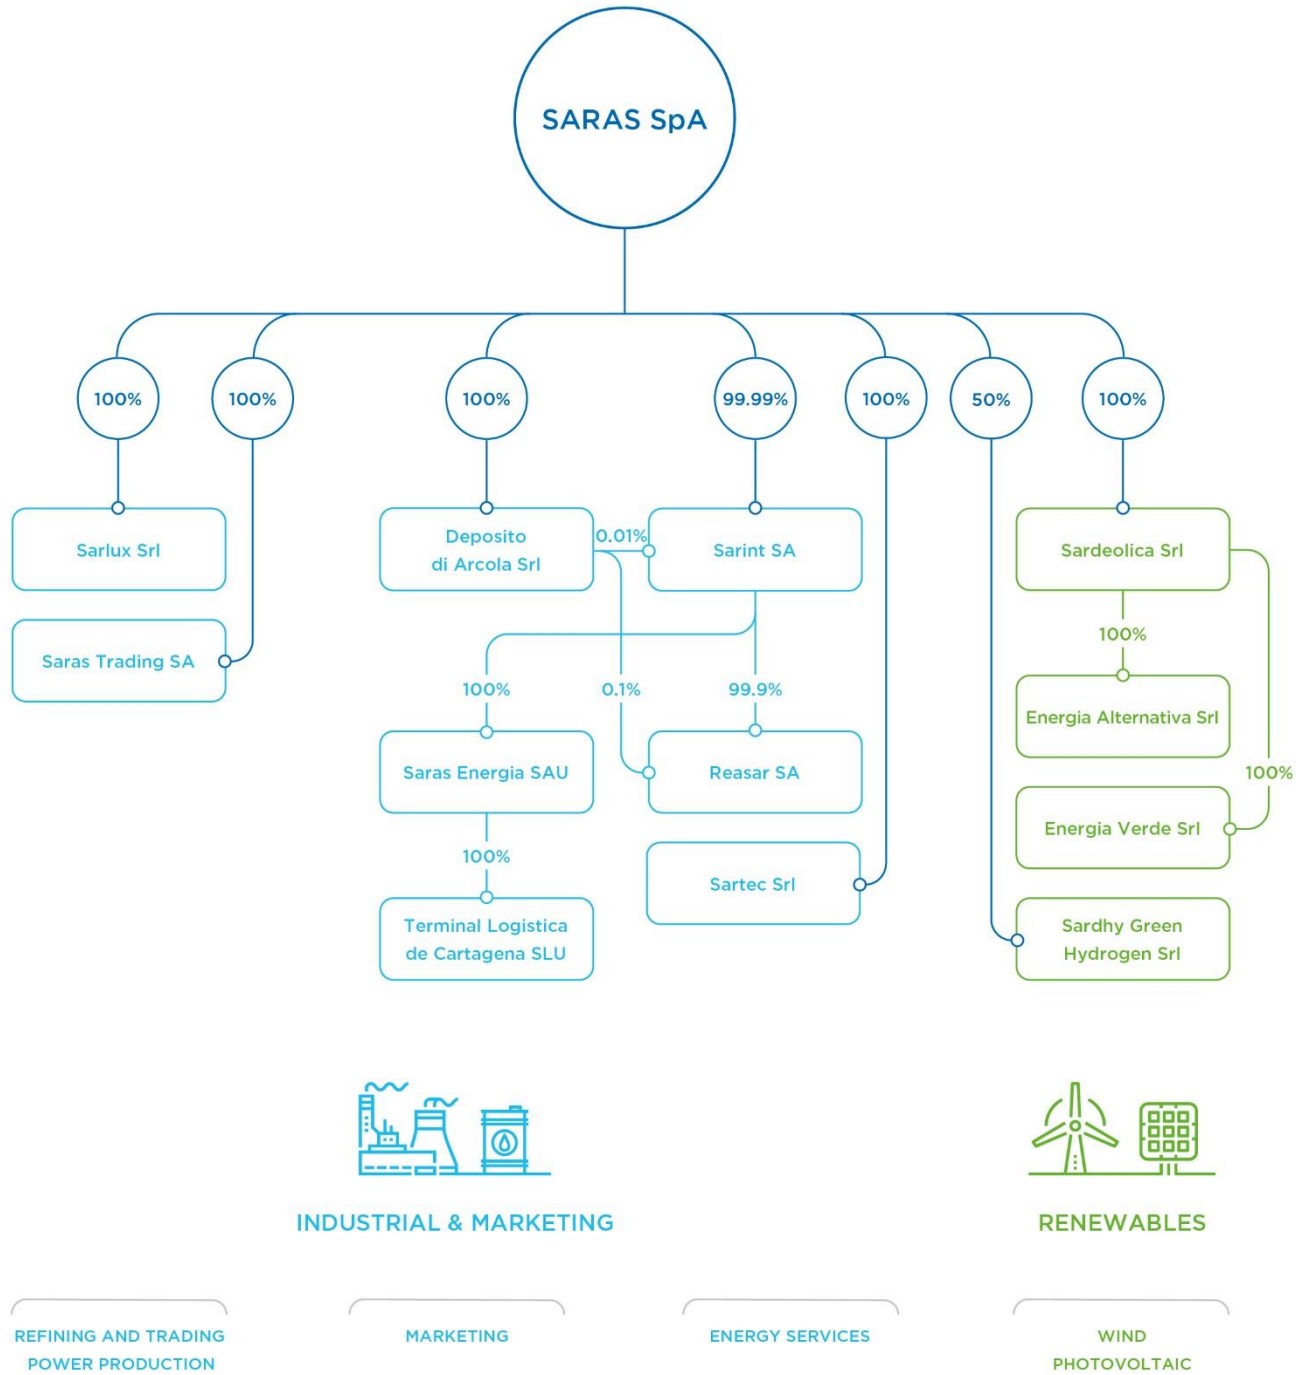 SARAS SpA
100%
100%
100%
99.99%
100%
50%
100%
Sarlux Srl
Deposito
di Arcola Srl
0.01%
Sarint SA
Sardeolica Srl
Saras Trading SA
100%
100%
0.1%
99.9%
Energia Alternativa Srl
Saras Energia SAU
Reasar SA
100%
Energia Verde Srl
100%
Sartec Srl
Terminal Logistica
de Cartagena SLU
Sardhy Green
Hydrogen Srl
INDUSTRIAL & MARKETING
RENEWABLES
REFINING AND TRADING
POWER PRODUCTION
MARKETING
ENERGY SERVICES
WIND
PHOTOVOLTAIC